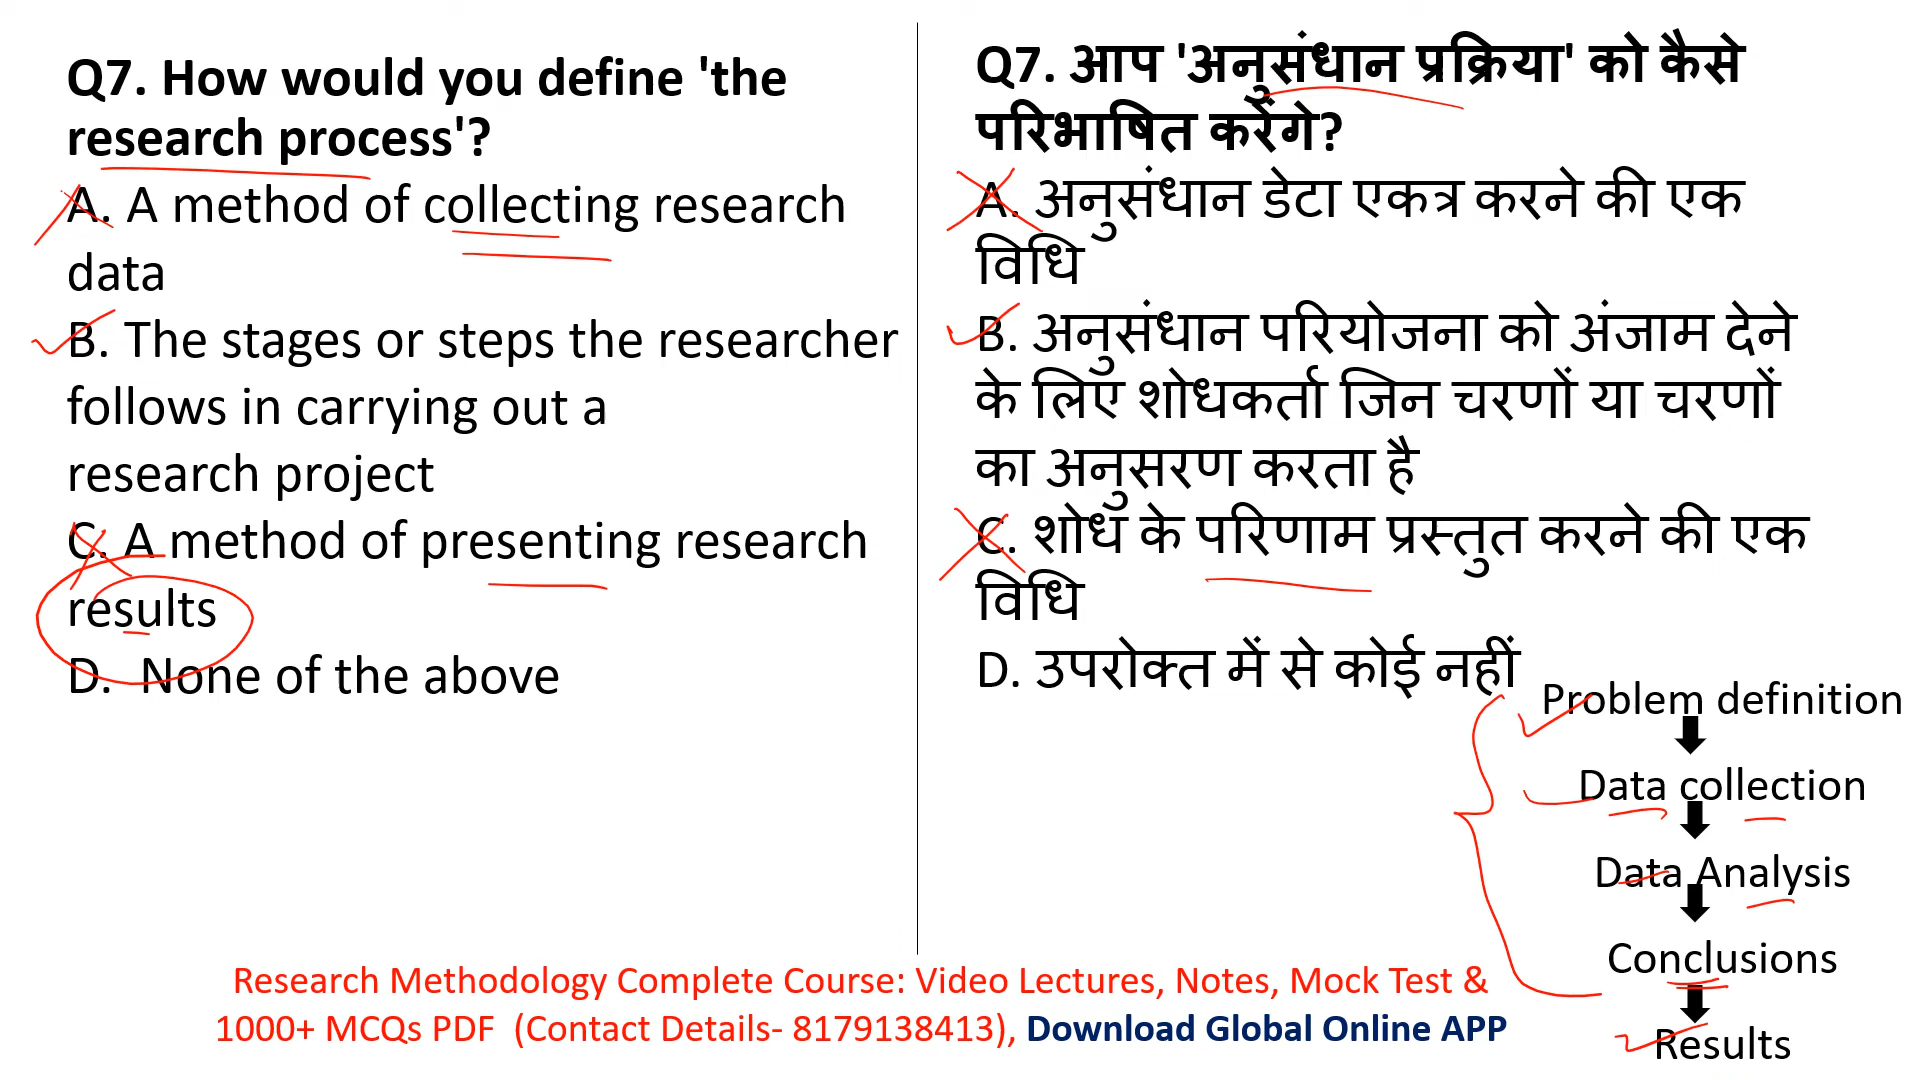 Q7. How would you define 'the
research process'?
A. A method of collecting research
data
B. The stages or steps the researcher
follows in carrying out a
research project
C. A method of presenting research
results
D. None of the above
Q7. आप 'अनुसंधान प्रक्रिया' को कैसे
परिभाषित करेंगे?
A. अनुसंधान डेटा एकत्र करने की एक
विधि
B. अनुसंधान परियोजना को अंजाम देने
के लिए शोधकर्ता जिन चरणों या चरणों
का अनुसरण करता है
C. शोध के परिणाम प्रस्तुत करने की एक
विधि
D. उपरोक्त में से कोई नहीं
Problem definition
Data collection
Data Analysis
Conclusions
Results
Research Methodology Complete Course: Video Lectures, Notes, Mock Test &
1000+ MCQs PDF (Contact Details- 8179138413), Download Global Online APP